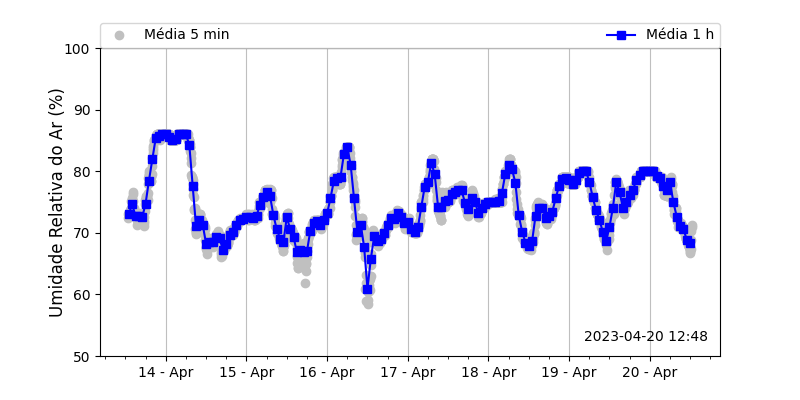 Média 5 min
Média 1 h
Umidade Relativa do Ar (%)
100
90
80
70
60
50
2023-04-20 12:48
14 - Apr
15 - Apr
16 - Apr
17 - Apr
18 - Apr
19 - Apr
20 - Apr